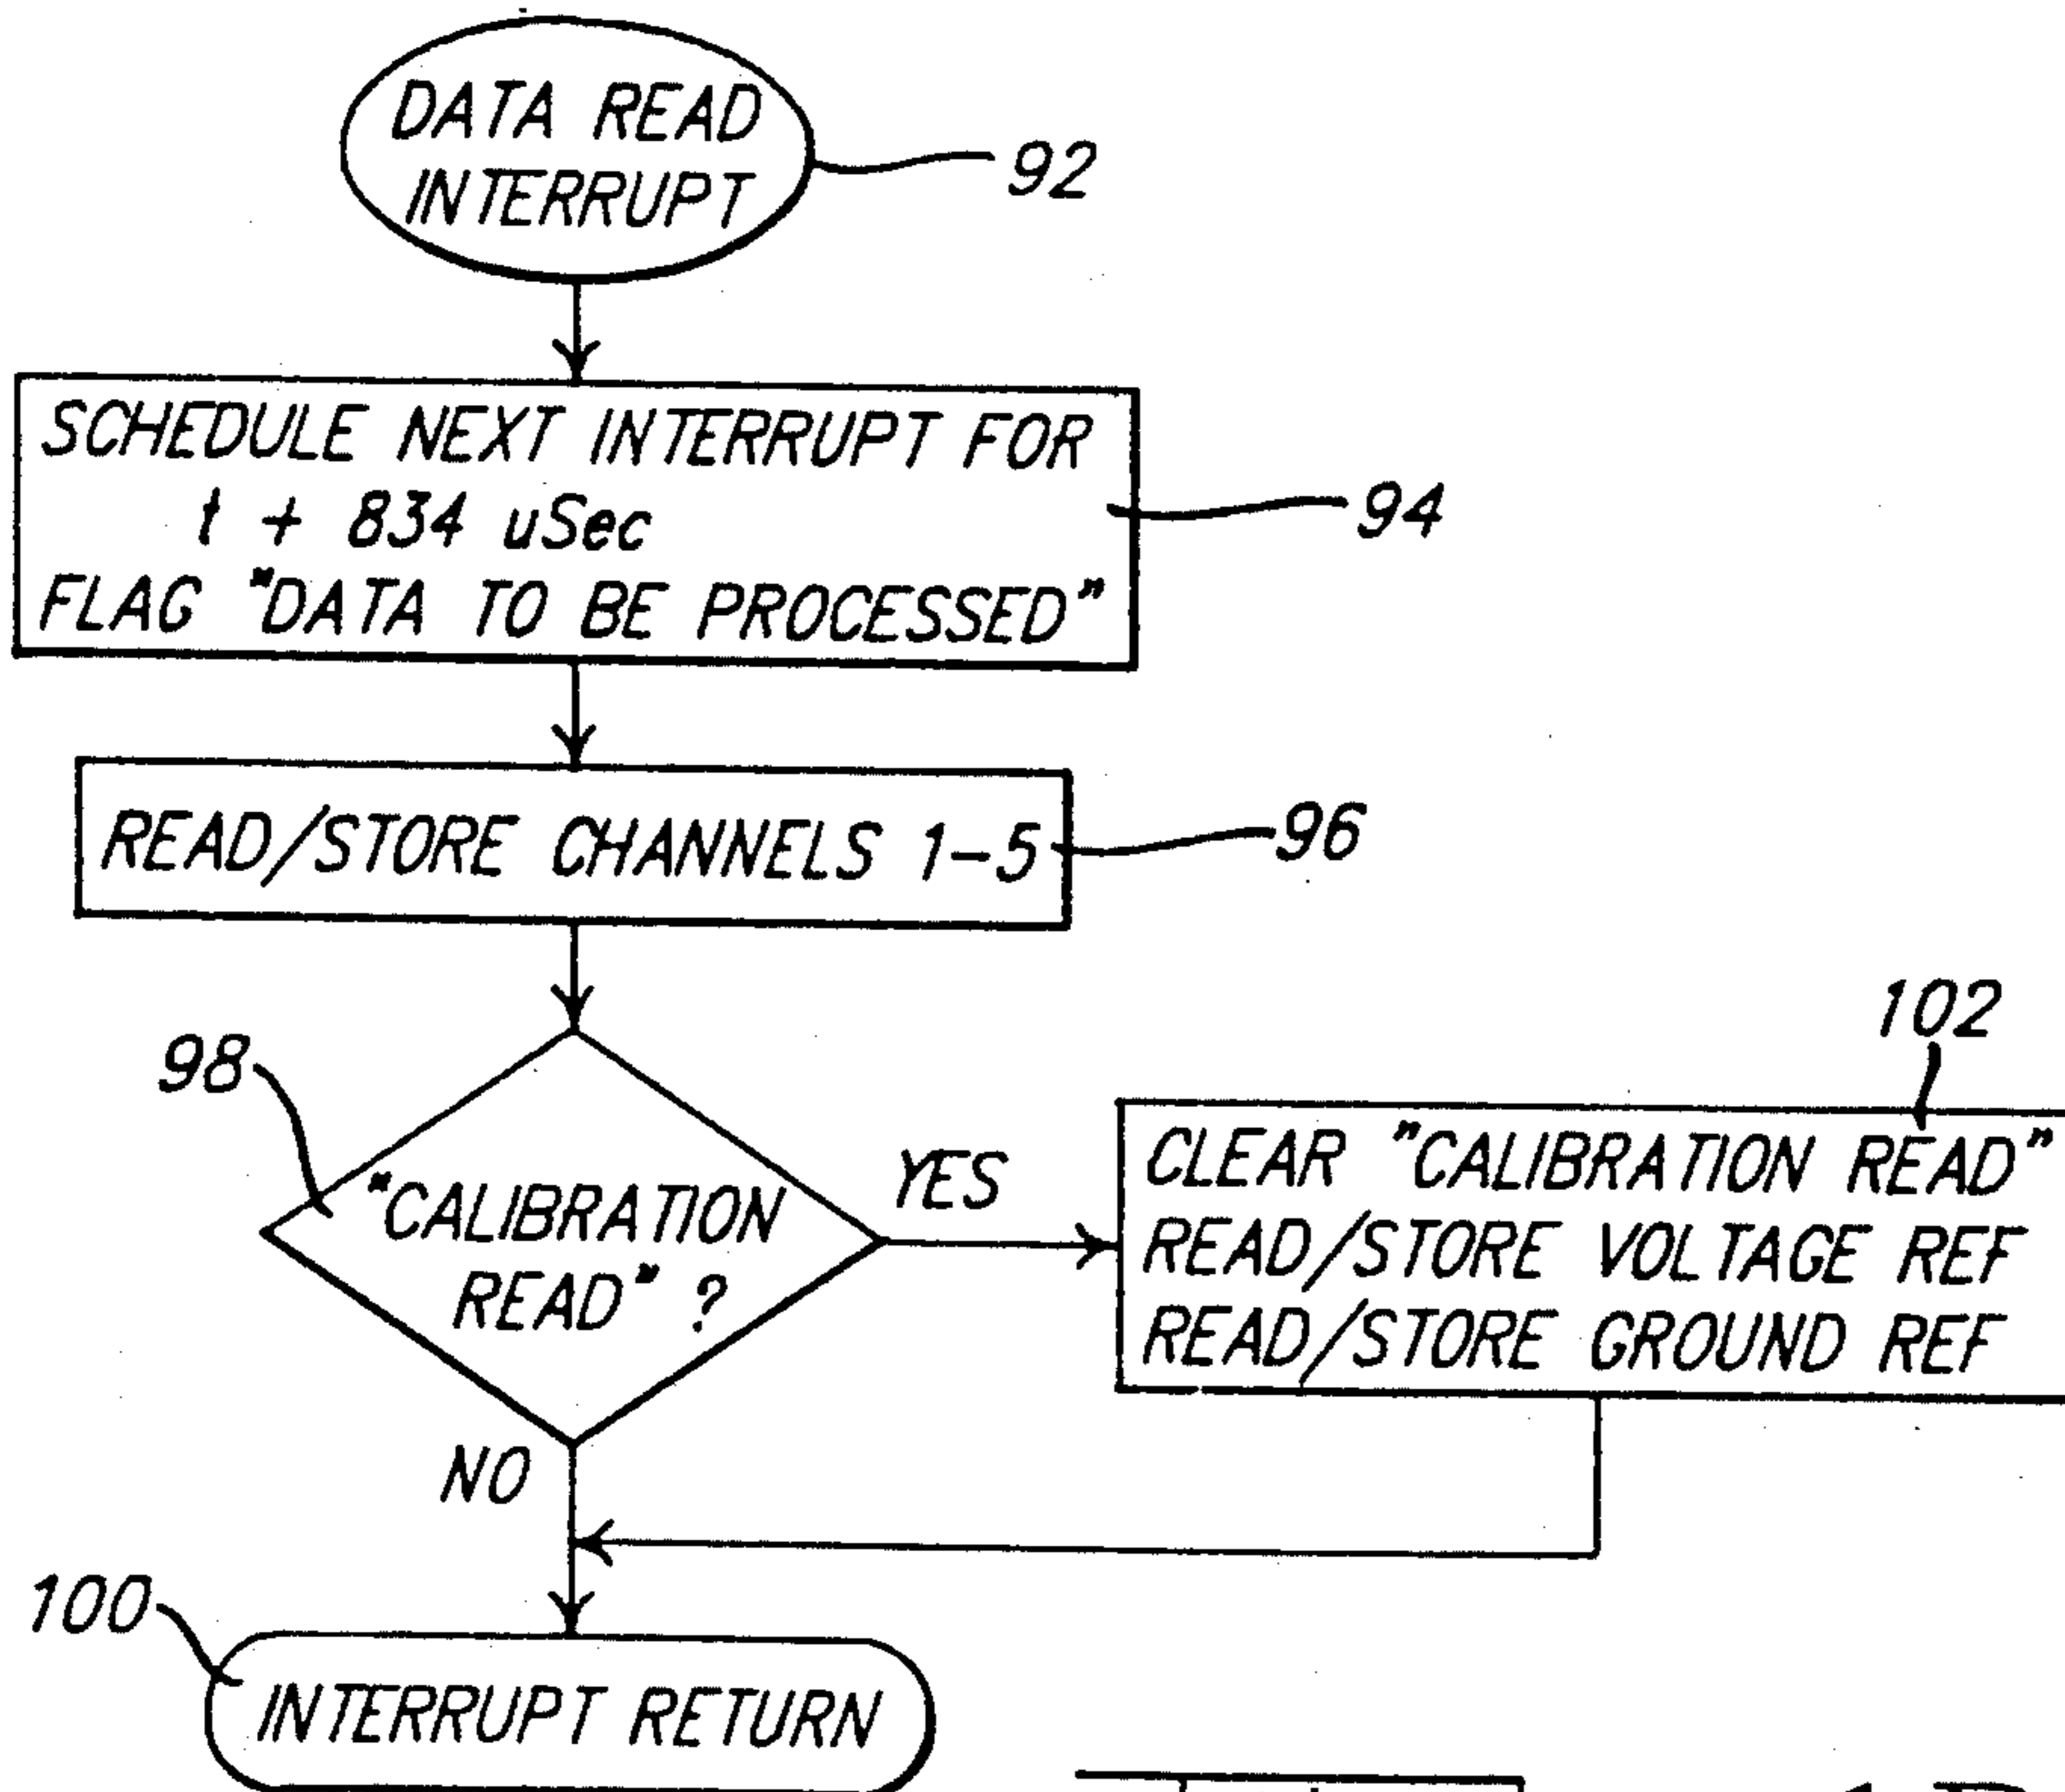 DATA READ
INTERRUPT
92
SCHEDULE NEXT INTERRUPT FOR
t + 834 uSec
FLAG "DATA TO BE PROCESSED"
94
READ/STORE CHANNELS 1-5
96
98
"CALIBRATION
READ" ?
YES
102
CLEAR "CALIBRATION READ"
READ/STORE VOLTAGE REF
READ/STORE GROUND REF
NO
100
INTERRUPT RETURN